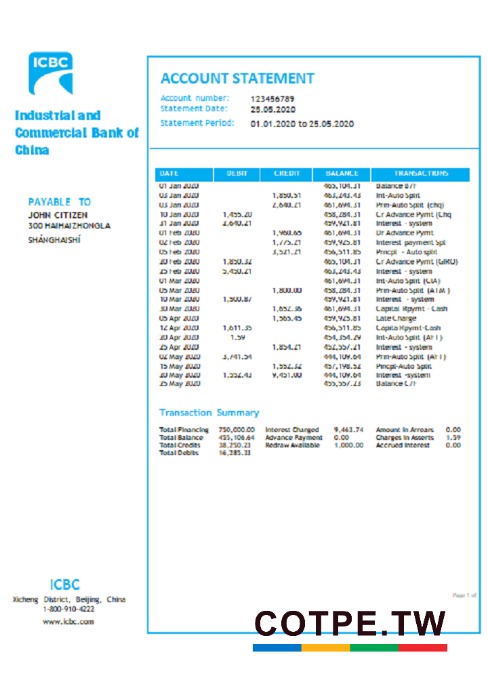 ICBC
Industrial and
Commercial Bank of
China
PAYABLE TO
JOHN CITIZEN
300 HAIHAIZHONGLA
SHÀNGHAISHÍ
ACCOUNT STATEMENT
Account number: 123456789
Statement Date: 25.05.2020
Statement Period: 01.01.2020 to 25.05.2020
DATE DEBIT CREDIT BALANCE TRANSACTIONS
01 Jan 2020 465,104.31 Balance B/F
03 Jan 2020 1,850.51 463,243.43 Int-Auto Split
03 Jan 2020 2,640.21 461,694.31 Prin-Auto Split (chq)
10 Jan 2020 1,455.20 458,284.31 Cr Advance Pymt (Chq
31 Jan 2020 2,640.21 459,921.81 Interest - system
01 Feb 2020 1,960.65 461,694.31 Dr Advance Pymt
02 Feb 2020 1,775.21 459,925.81 Interest payment Spl
05 Feb 2020 3,521.21 456,511.85 Pincpl - Auto split
20 Feb 2020 1,850.32 465,104.31 Cr Advance Pymt (GIRO)
25 Feb 2020 5,450.21 463,243.43 Interest - system
01 Mar 2020 461,694.31 Int-Auto Split (CIA)
05 Mar 2020 1,800.00 458,284.31 Prin-Auto Split (ATM )
10 Mar 2020 1,500.87 459,921.81 Interest - system
30 Mar 2020 1,652.36 461,694.31 Capital Rpymt - Cash
05 Apr 2020 1,565.45 459,925.81 Late Charge
12 Apr 2020 1,611.35 456,511.85 Capita Rpymt-Cash
20 Apr 2020 1.59 454,354.29 Int-Auto Split (AFT)
25 Apr 2020 1,854.21 452,557.21 Interest - system
02 May 2020 3,741.54 444,109.64 Prin-Auto Split (AFT)
15 May 2020 1,552.32 457,198.52 Pincpl-Auto Split
20 May 2020 1,552.43 9,451.00 444,109.64 Interest -system
25 May 2020 455,557.23 Balance C/F
Transaction Summary
Total Financing 750,000.00 Interest Charged 9,463.74 Amount in Arrears 0.00
Total Balance 455,106.64 Advance Payment 0.00 Charges in Asserts 1.59
Total Credits 38,250.23 Redraw Available 1,000.00 Accrued Interest 0.00
Total Debits 16,285.33
ICBC
Xicheng District, Beijing, China
1-800-910-4222
www.icbc.com
Page 1 of
COTPE.TW